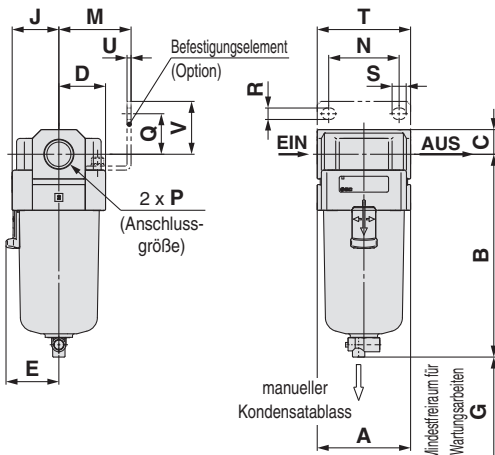 J
M
T
U
N
D
Befestigungselement
(Option)
R
S
Q
V
EIN
AUS
C
2 x P
(Anschluss-
größe)
B
E
manueller
Kondensatablass
Mindestfreiraum für
Wartungsarbeiten
G
A